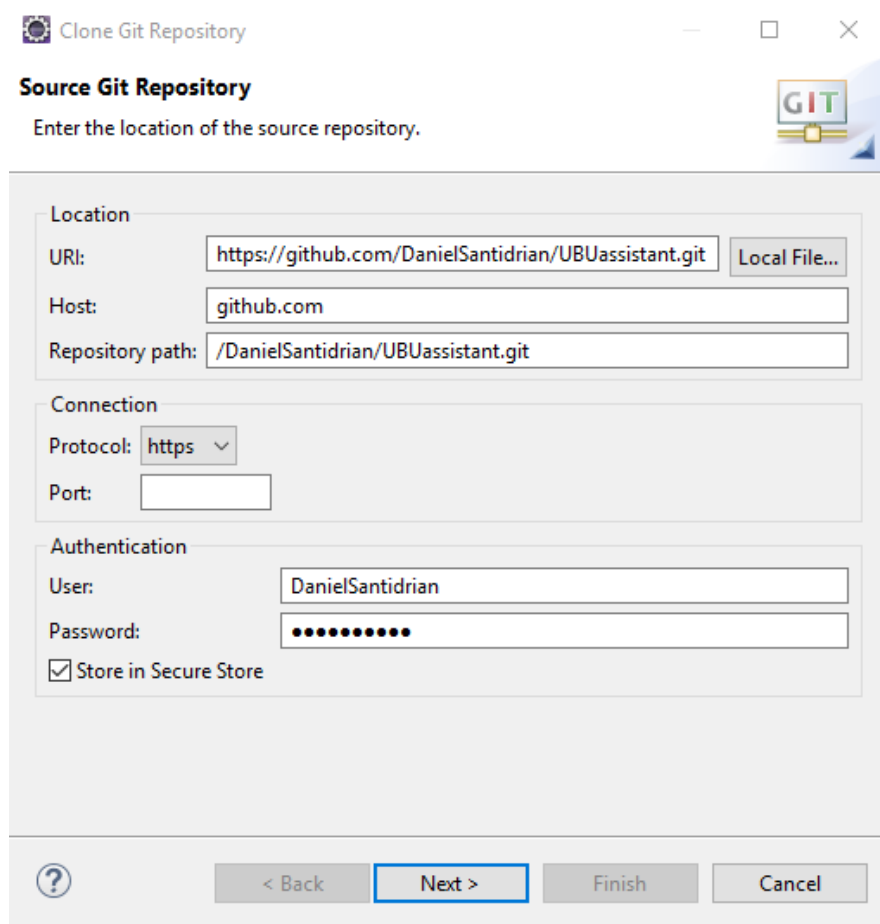 Clone Git Repository
Source Git Repository
GIT
Enter the location of the source repository.
Location
URI: https://github.com/DanielSantidrian/UBUassistant.git Local File...
Host: github.com
Repository path: /DanielSantidrian/UBUassistant.git
Connection
Protocol: https
Port:
Authentication
User: DanielSantidrian
Password: ●●●●●●●●●●
Store in Secure Store
? < Back Next > Finish Cancel